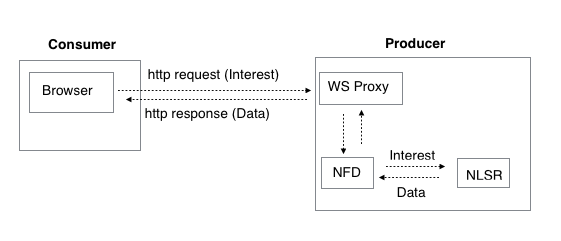 Consumer
Producer
Browser
http request (Interest)
http response (Data)
WS Proxy
NFD
Interest
Data
NLSR